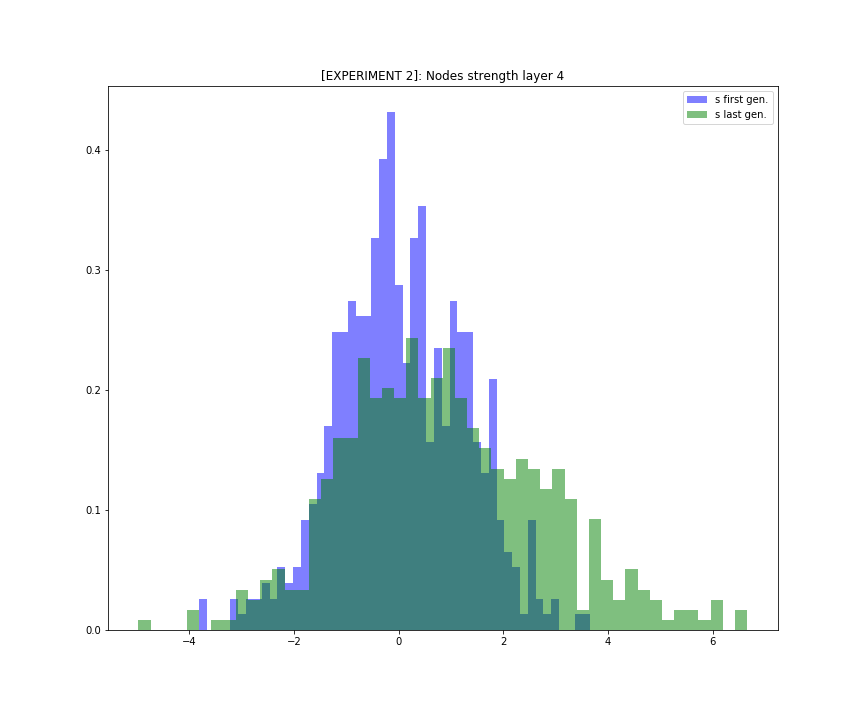 [EXPERIMENT 2]: Nodes strength layer 4
s first gen.
s last gen.
0.4
0.3
0.2
0.1
0.0
−4 −2 0 2 4 6